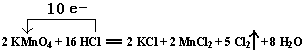 10 e⁻
2 KMnO₄ + 16 HCl = 2 KCl + 2 MnCl₂ + 5 Cl₂↑ + 8 H₂O